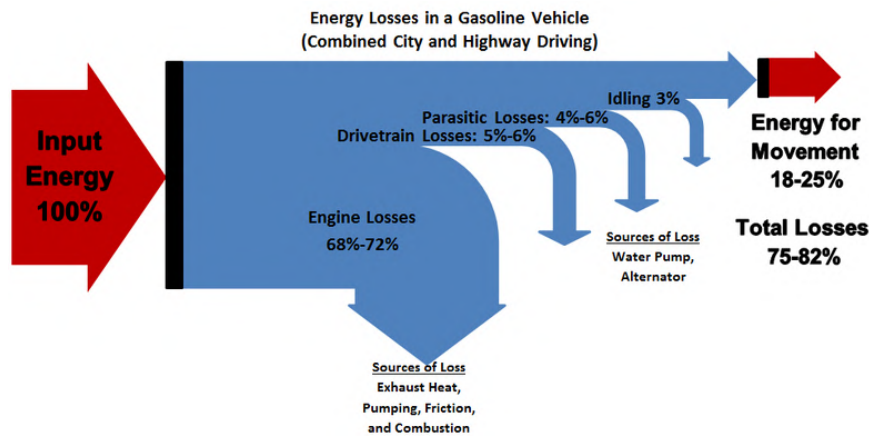 Energy Losses in a Gasoline Vehicle
(Combined City and Highway Driving)
Input
Energy
100%
Idling 3%
Parasitic Losses: 4%-6%
Drivetrain Losses: 5%-6%
Engine Losses
68%-72%
Energy for
Movement
18-25%
Total Losses
75-82%
Sources of Loss
Water Pump,
Alternator
Sources of Loss
Exhaust Heat,
Pumping, Friction,
and Combustion